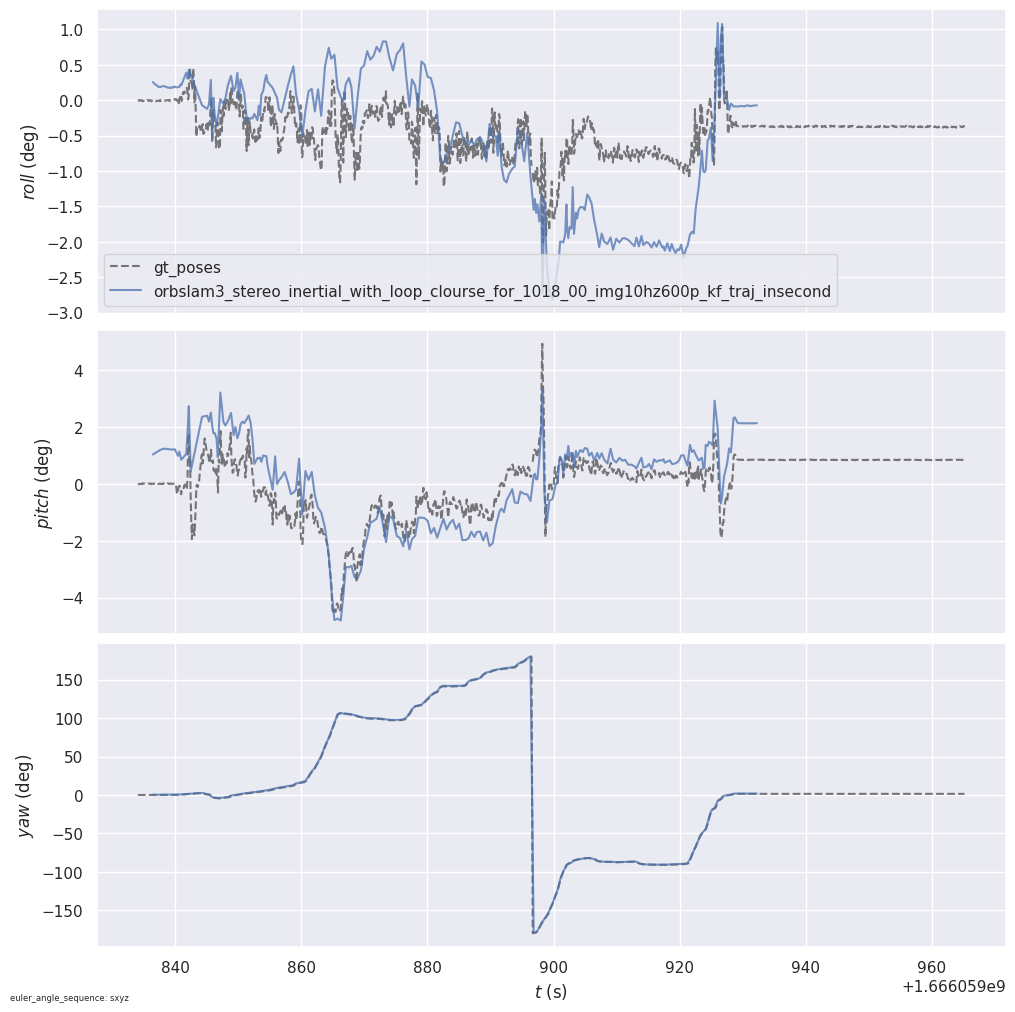 1.0
0.5
0.0
−0.5
−1.0
−1.5
−2.0
−2.5
−3.0
roll (deg)
gt_poses
orbslam3_stereo_inertial_with_loop_clourse_for_1018_00_img10hz600p_kf_traj_insecond
4
2
0
−2
−4
pitch (deg)
150
100
50
0
−50
−100
−150
yaw (deg)
840 860 880 900 920 940 960
t (s)
+1.666059e9
euler_angle_sequence: sxyz